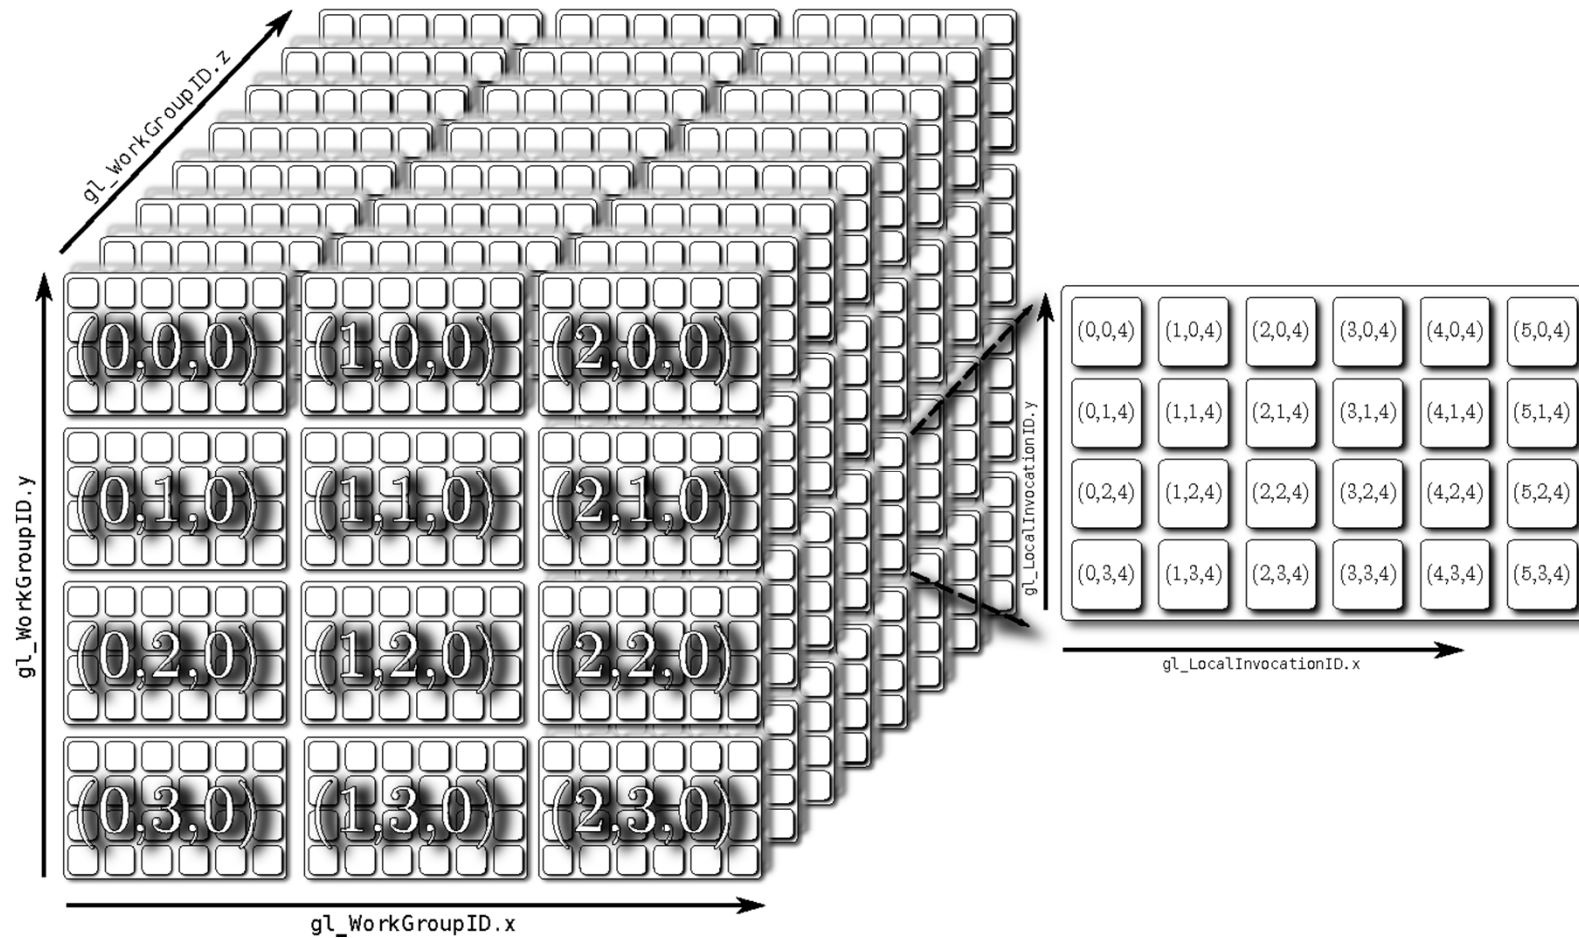 gl_WorkGroupID.z
gl_WorkGroupID.y
(0,0,0) (1,0,0) (2,0,0)
(0,1,0) (1,1,0) (2,1,0)
(0,2,0) (1,2,0) (2,2,0)
(0,3,0) (1,3,0) (2,3,0)
gl_WorkGroupID.x
gl_LocalInvocationID.y
(0,0,4) (1,0,4) (2,0,4) (3,0,4) (4,0,4) (5,0,4)
(0,1,4) (1,1,4) (2,1,4) (3,1,4) (4,1,4) (5,1,4)
(0,2,4) (1,2,4) (2,2,4) (3,2,4) (4,2,4) (5,2,4)
(0,3,4) (1,3,4) (2,3,4) (3,3,4) (4,3,4) (5,3,4)
gl_LocalInvocationID.x